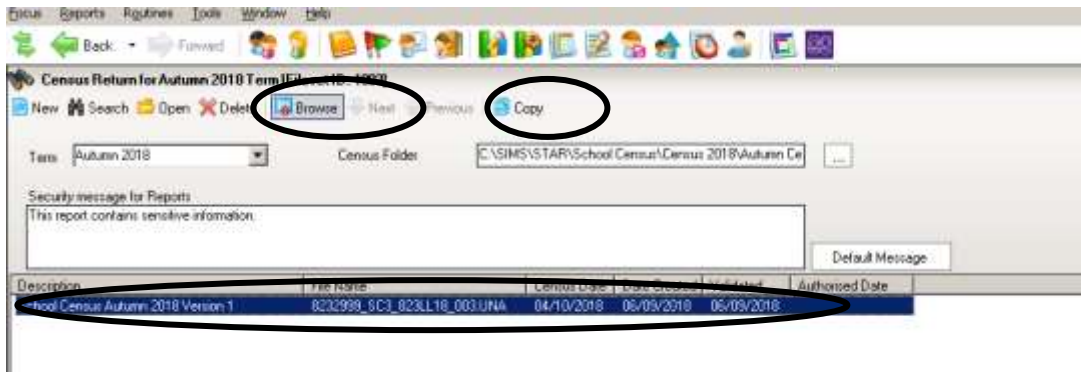 Focus Reports Routines Tools Window Help
Back Forward
Census Return for Autumn 2018 Term
New Search Open Delete Browse Next Previous Copy
Term Autumn 2018 Census Folder C:\SIMS\STAR\School Census\Census 2018\Autumn Ce ...
Security message for Reports
This report contains sensitive information.
Default Message
Description File Name Census Date Date Created Validated Authorised Date
School Census Autumn 2018 Version 1 8232999_SC3_823LL18_003.UNA 04/10/2018 06/09/2018 06/09/2018